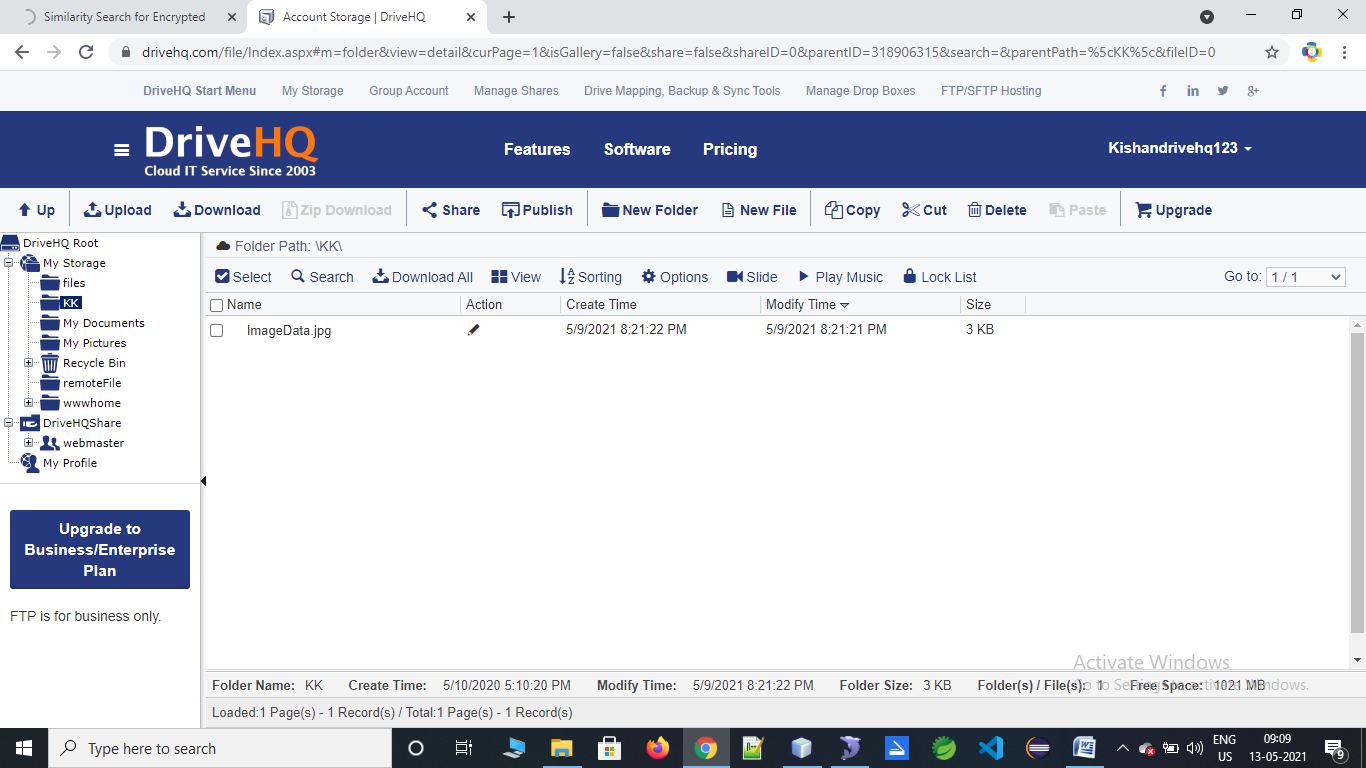 Similarity Search for Encrypted
Account Storage | DriveHQ
drivehq.com/file/Index.aspx#m=folder&view=detail&curPage=1&isGallery=false&share=false&shareID=0&parentID=318906315&search=&parentPath=%5cKK%5c&fileID=0
DriveHQ Start Menu My Storage Group Account Manage Shares Drive Mapping, Backup & Sync Tools Manage Drop Boxes FTP/SFTP Hosting
DriveHQ
Cloud IT Service Since 2003
Features Software Pricing
Kishandrivehq123
Up Upload Download Zip Download Share Publish New Folder New File Copy Cut Delete Paste Upgrade
DriveHQ Root
My Storage
files
KK
My Documents
My Pictures
Recycle Bin
remoteFile
wwwhome
DriveHQShare
webmaster
My Profile
Upgrade to
Business/Enterprise
Plan
FTP is for business only.
Folder Path: \KK\
Select Search Download All View Sorting Options Slide Play Music Lock List Go to: 1 / 1
Name Action Create Time Modify Time Size
ImageData.jpg 5/9/2021 8:21:22 PM 5/9/2021 8:21:21 PM 3 KB
Activate Windows
Go to Settings to activate Windows.
Folder Name: KK Create Time: 5/10/2020 5:10:20 PM Modify Time: 5/9/2021 8:21:22 PM Folder Size: 3 KB Folder(s) / File(s): 1 Free Space: 1021 MB
Loaded:1 Page(s) - 1 Record(s) / Total:1 Page(s) - 1 Record(s)
Type here to search
ENG
US
09:09
13-05-2021
9